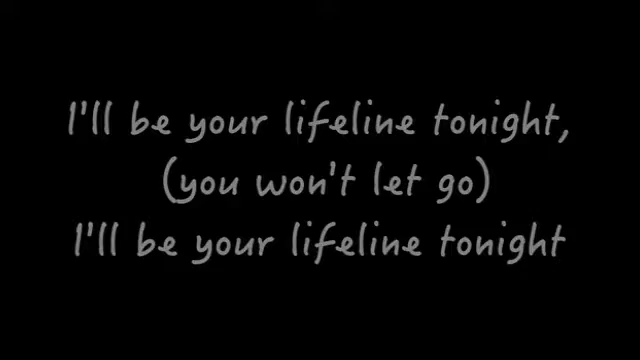 I'll be your lifeline tonight,
(you won't let go)
I'll be your lifeline tonight